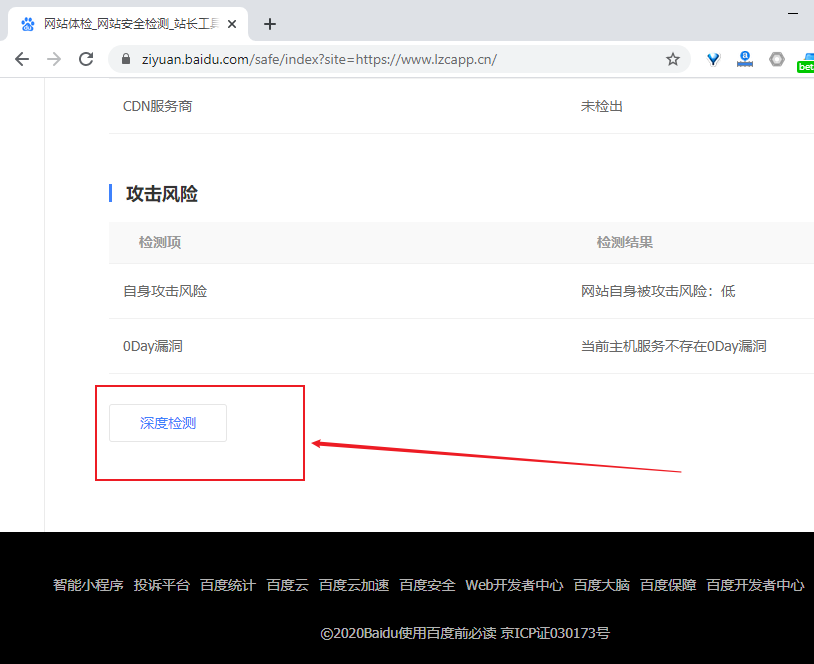 网站体检_网站安全检测_站长工具
ziyuan.baidu.com/safe/index?site=https://www.lzcapp.cn/
bet
CDN服务商 未检出
攻击风险
检测项 检测结果
自身攻击风险 网站自身被攻击风险：低
0Day漏洞 当前主机服务不存在0Day漏洞
深度检测
智能小程序 投诉平台 百度统计 百度云 百度云加速 百度安全 Web开发者中心 百度大脑 百度保障 百度开发者中心
©2020Baidu使用百度前必读 京ICP证030173号